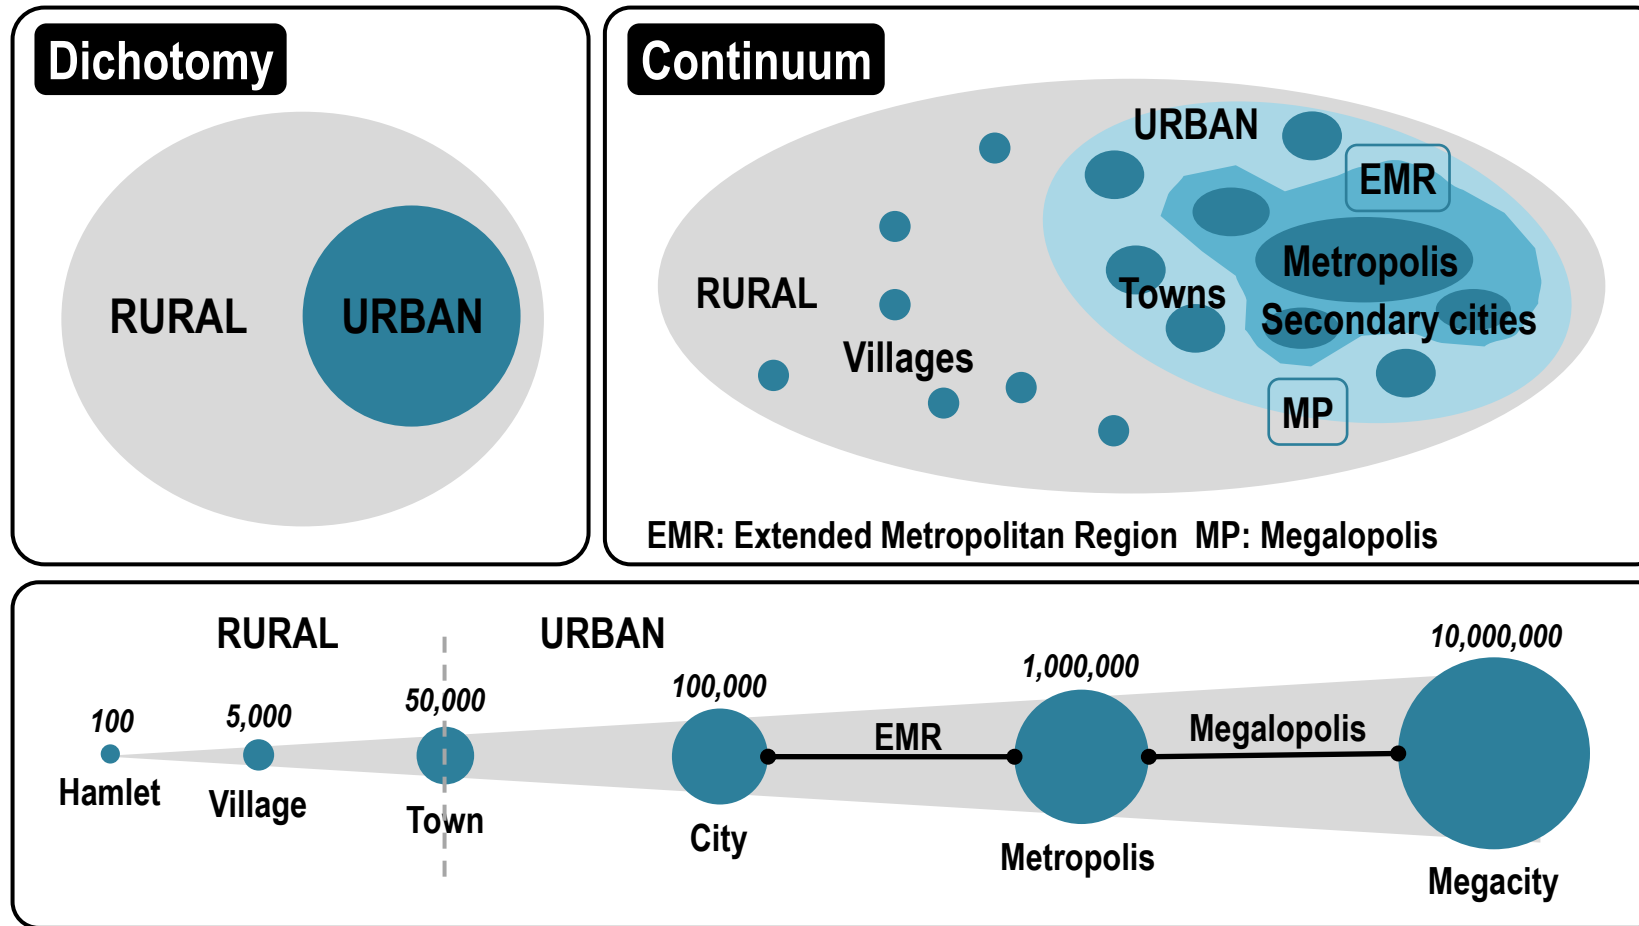 Dichotomy
RURAL
URBAN
Continuum
URBAN
EMR
Metropolis
RURAL
Towns
Secondary cities
Villages
MP
EMR: Extended Metropolitan Region MP: Megalopolis
RURAL
URBAN
100
5,000
50,000
100,000
1,000,000
10,000,000
EMR
Megalopolis
Hamlet
Village
Town
City
Metropolis
Megacity